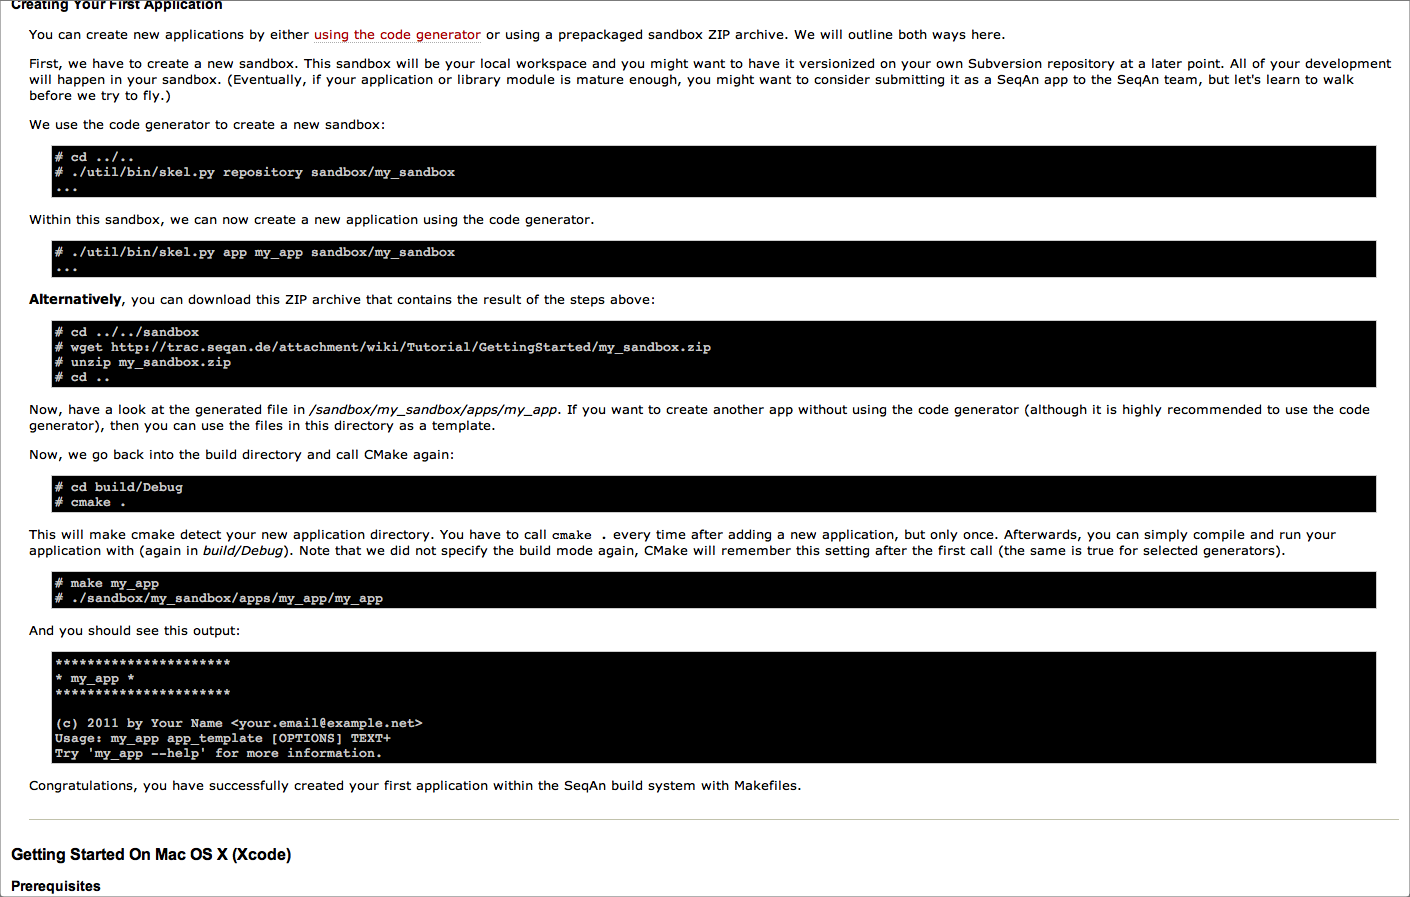 Creating Your First Application
You can create new applications by either using the code generator or using a prepackaged sandbox ZIP archive. We will outline both ways here.
First, we have to create a new sandbox. This sandbox will be your local workspace and you might want to have it versionized on your own Subversion repository at a later point. All of your development
will happen in your sandbox. (Eventually, if your application or library module is mature enough, you might want to consider submitting it as a SeqAn app to the SeqAn team, but let's learn to walk
before we try to fly.)
We use the code generator to create a new sandbox:
# cd ../..
# ./util/bin/skel.py repository sandbox/my_sandbox
...
Within this sandbox, we can now create a new application using the code generator.
# ./util/bin/skel.py app my_app sandbox/my_sandbox
...
Alternatively, you can download this ZIP archive that contains the result of the steps above:
# cd ../../sandbox
# wget http://trac.seqan.de/attachment/wiki/Tutorial/GettingStarted/my_sandbox.zip
# unzip my_sandbox.zip
# cd ..
Now, have a look at the generated file in /sandbox/my_sandbox/apps/my_app. If you want to create another app without using the code generator (although it is highly recommended to use the code
generator), then you can use the files in this directory as a template.
Now, we go back into the build directory and call CMake again:
# cd build/Debug
# cmake .
This will make cmake detect your new application directory. You have to call cmake . every time after adding a new application, but only once. Afterwards, you can simply compile and run your
application with (again in build/Debug). Note that we did not specify the build mode again, CMake will remember this setting after the first call (the same is true for selected generators).
# make my_app
# ./sandbox/my_sandbox/apps/my_app/my_app
And you should see this output:
**********************
* my_app *
**********************
(c) 2011 by Your Name <your.email@example.net>
Usage: my_app app_template [OPTIONS] TEXT+
Try 'my_app --help' for more information.
Congratulations, you have successfully created your first application within the SeqAn build system with Makefiles.
Getting Started On Mac OS X (Xcode)
Prerequisites